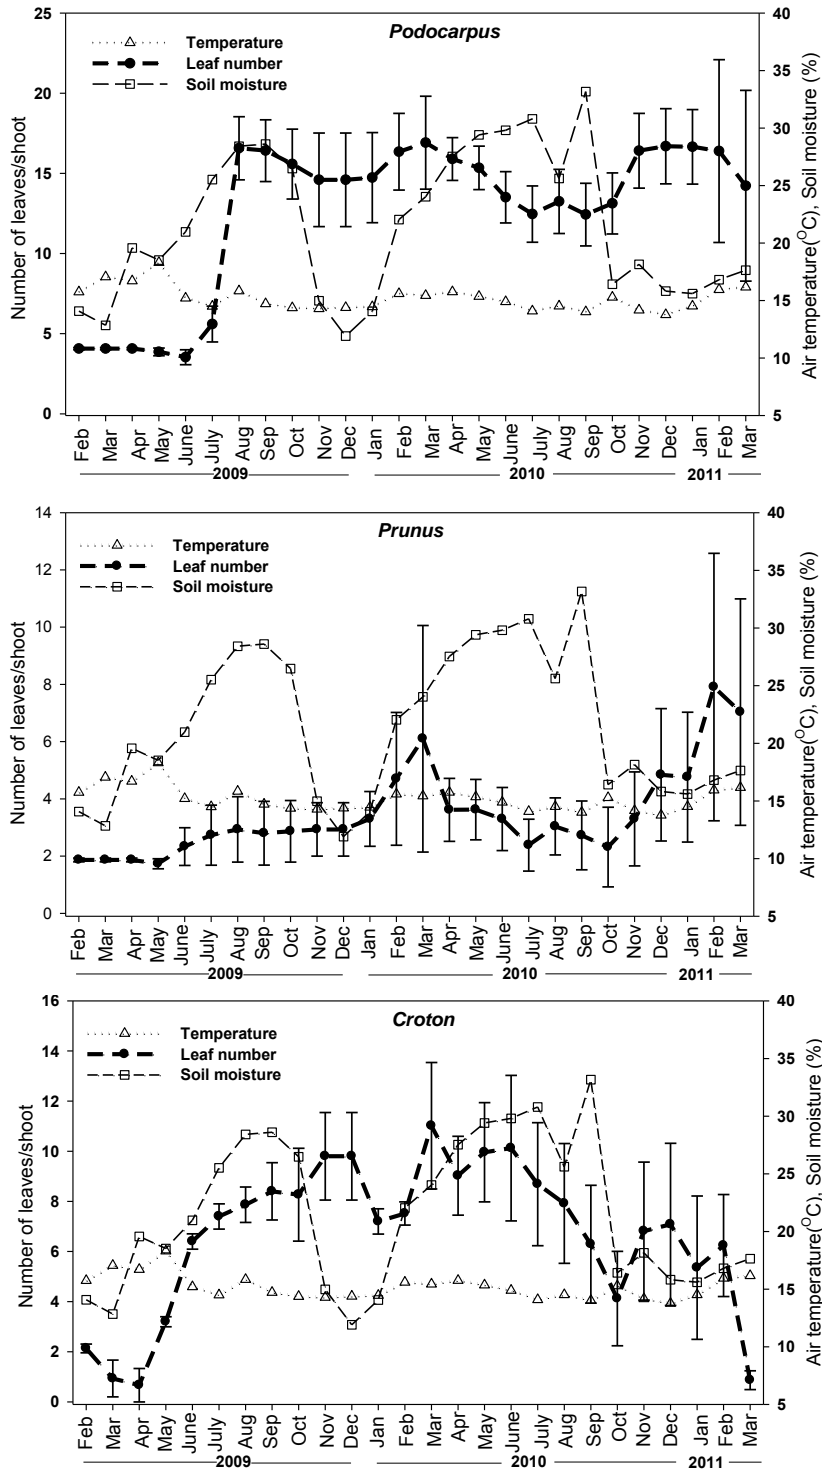 Podocarpus
Temperature
Leaf number
Soil moisture
Number of leaves/shoot
25
20
15
10
5
0
Air temperature(°C), Soil moisture (%)
40
35
30
25
20
15
10
5
Feb Mar Apr May June July Aug Sep Oct Nov Dec Jan Feb Mar Apr May June July Aug Sep Oct Nov Dec Jan Feb Mar
2009 2010 2011
Prunus
Temperature
Leaf number
Soil moisture
Number of leaves/shoot
14
12
10
8
6
4
2
0
Air temperature(°C), Soil moisture (%)
40
35
30
25
20
15
10
5
Feb Mar Apr May June July Aug Sep Oct Nov Dec Jan Feb Mar Apr May June July Aug Sep Oct Nov Dec Jan Feb Mar
2009 2010 2011
Croton
Temperature
Leaf number
Soil moisture
Number of leaves/shoot
16
14
12
10
8
6
4
2
0
Air temperature(°C), Soil moisture (%)
40
35
30
25
20
15
10
5
Feb Mar Apr May June July Aug Sep Oct Nov Dec Jan Feb Mar Apr May June July Aug Sep Oct Nov Dec Jan Feb Mar
2009 2010 2011